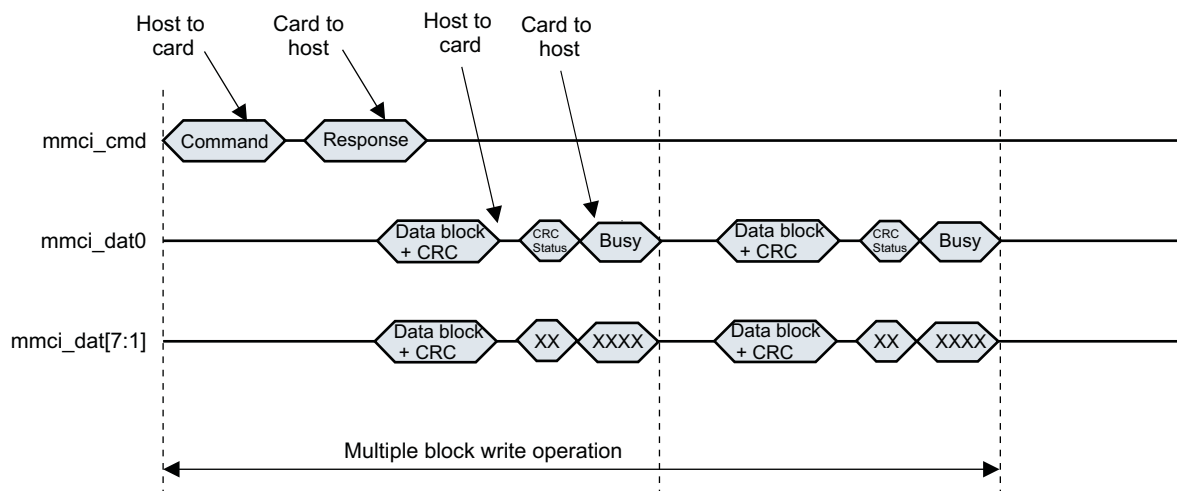 Host to
card
Card to
host
Host to
card
Card to
host
mmci_cmd
Command
Response
mmci_dat0
Data block
+ CRC
CRC
Status
Busy
Data block
+ CRC
CRC
Status
Busy
mmci_dat[7:1]
Data block
+ CRC
XX
XXXX
Data block
+ CRC
XX
XXXX
Multiple block write operation